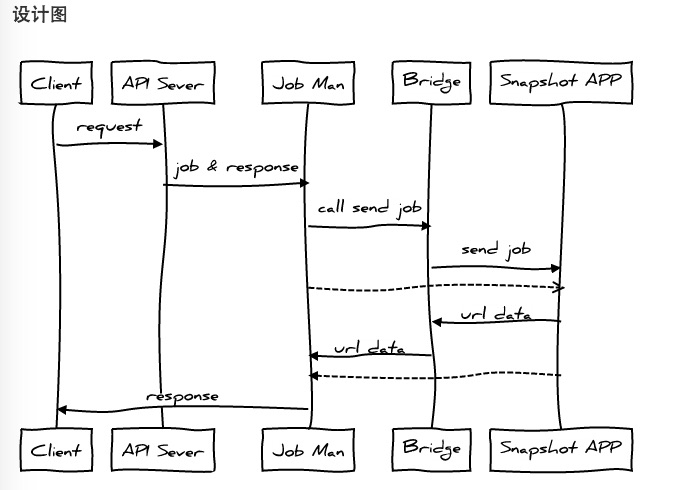 设计图
Client API Sever Job Man Bridge Snapshot APP
request
job & response
call send job
send job
url data
url data
response
Client API Sever Job Man Bridge Snapshot APP